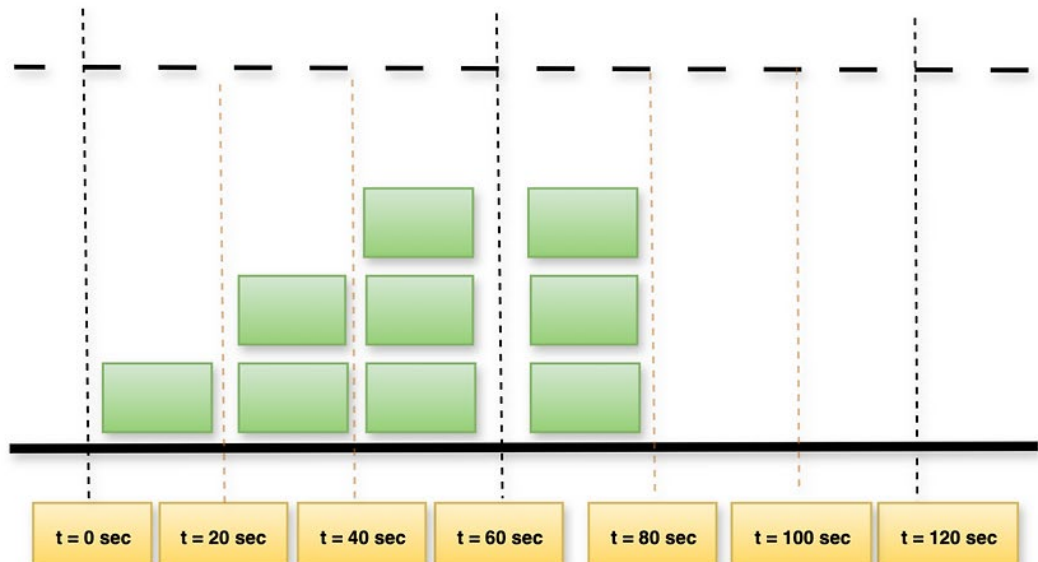 t = 0 sec
t = 20 sec
t = 40 sec
t = 60 sec
t = 80 sec
t = 100 sec
t = 120 sec